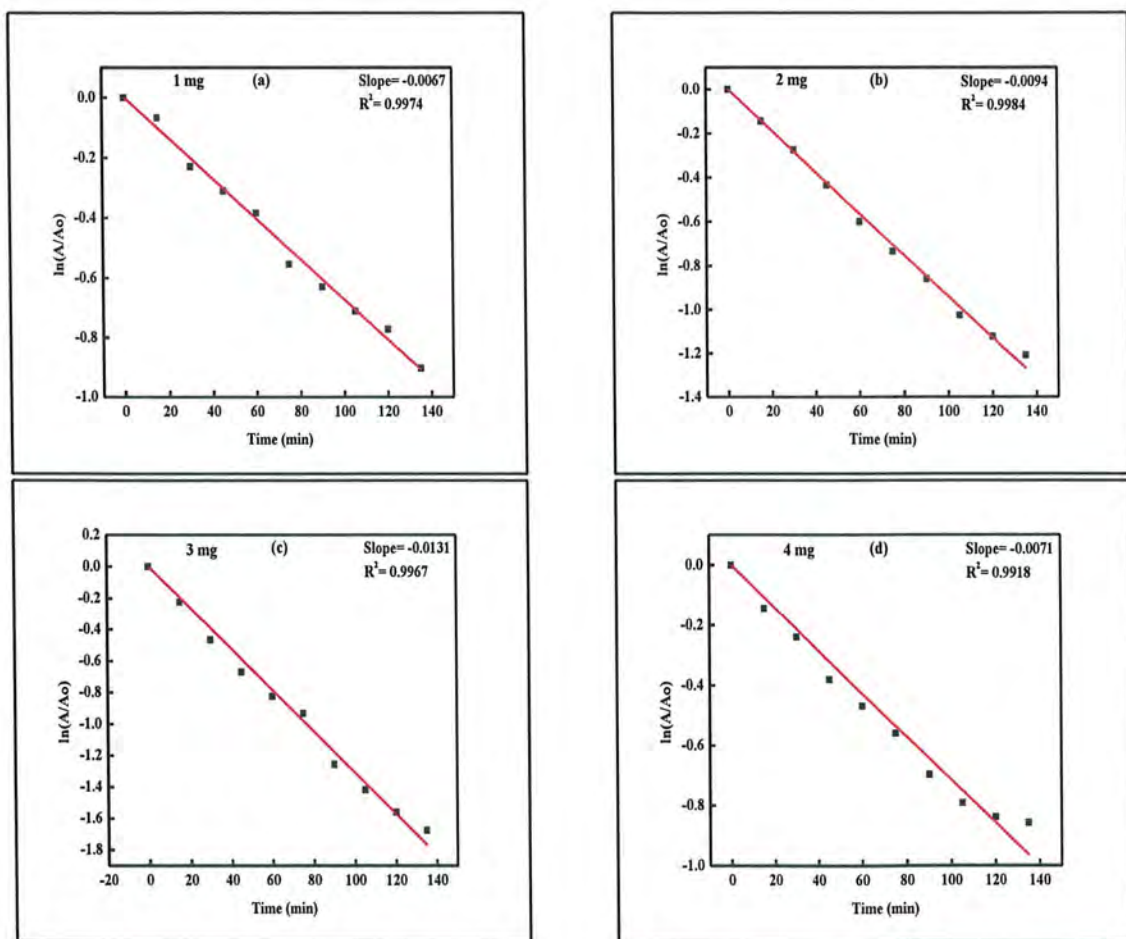 1 mg (a) Slope= -0.0067
R²= 0.9974
0.0
-0.2
-0.4
-0.6
-0.8
-1.0
ln(A/Ao)
0 20 40 60 80 100 120 140
Time (min)
2 mg (b) Slope= -0.0094
R²= 0.9984
0.0
-0.2
-0.4
-0.6
-0.8
-1.0
-1.2
-1.4
ln(A/Ao)
0 20 40 60 80 100 120 140
Time (min)
3 mg (c) Slope= -0.0131
R²= 0.9967
0.2
0.0
-0.2
-0.4
-0.6
-0.8
-1.0
-1.2
-1.4
-1.6
-1.8
ln(A/Ao)
-20 0 20 40 60 80 100 120 140
Time (min)
4 mg (d) Slope= -0.0071
R²= 0.9918
0.0
-0.2
-0.4
-0.6
-0.8
-1.0
ln(A/Ao)
0 20 40 60 80 100 120 140
Time (min)